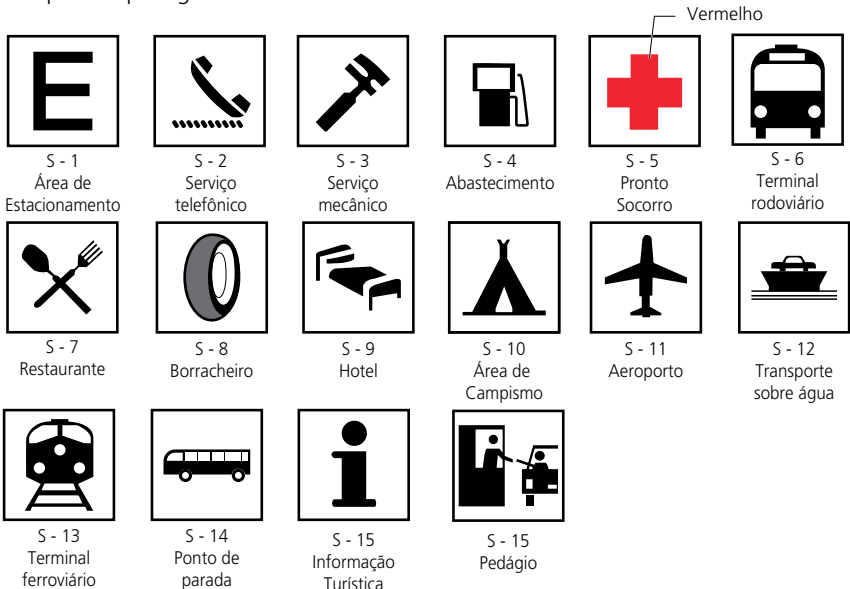 Vermelho
E
S - 1
Área de
Estacionamento
S - 2
Serviço
telefônico
S - 3
Serviço
mecânico
S - 4
Abastecimento
S - 5
Pronto
Socorro
S - 6
Terminal
rodoviário
S - 7
Restaurante
S - 8
Borracheiro
S - 9
Hotel
S - 10
Área de
Campismo
S - 11
Aeroporto
S - 12
Transporte
sobre água
S - 13
Terminal
ferroviário
S - 14
Ponto de
parada
i
S - 15
Informação
Turística
S - 15
Pedágio